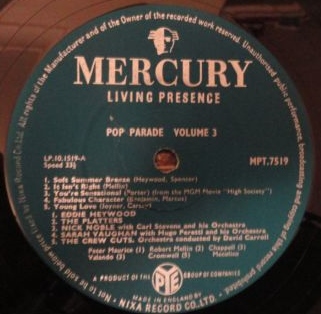 All rights of the Manufacturer and of the Owner of the recorded work reserved. Unauthorised public performance, broadcasting
MERCURY
LIVING PRESENCE
POP PARADE VOLUME 3
LP.10.1519-A
Speed 33⅓
MPT.7519
1. Soft Summer Breeze (Heywood, Spencer)
2. It Isn't Right (Mellin)
3. You're Sensational (Porter) (from the MGM Movie "High Society")
4. Fabulous Character (Benjamin, Marcus)
5. Young Love (Joyner,
1. EDDIE HEYWOOD
2. THE PLATTERS
3. NICK NOBLE with Carl Stevens and his Orchestra
4. SARAH VAUGHAN with Hugo Peretti and his Orchestra
5. THE CREW CUTS. Orchestra conducted by David Carroll
Peter Maurice (1) Robert Mellin (2) Chappell (3)
Valando (3) Cromwell (5)
A PRODUCT OF THE PYE GROUP OF COMPANIES
MADE IN ENGLAND BY
NIXA RECORD CO. LTD.